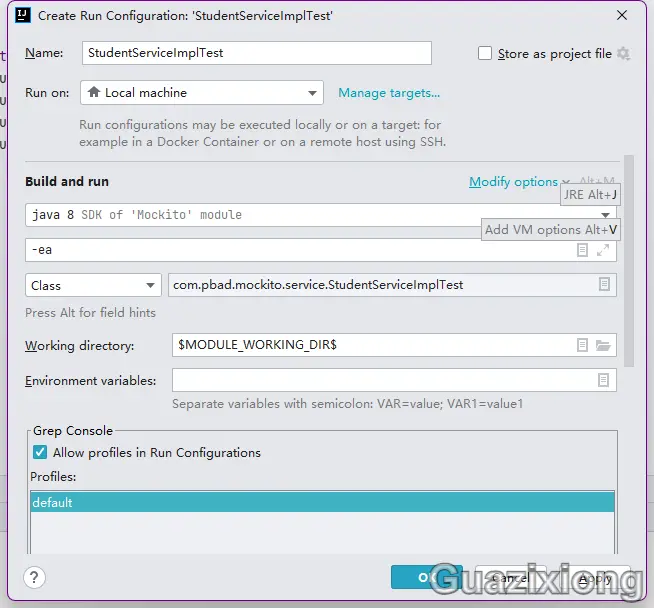 Create Run Configuration: 'StudentServiceImplTest'
Name: StudentServiceImplTest Store as project file
Run on: Local machine Manage targets...
Run configurations may be executed locally or on a target: for
example in a Docker Container or on a remote host using SSH.
Build and run Modify options Alt+M
JRE Alt+J
java 8 SDK of 'Mockito' module
Add VM options Alt+V
-ea
Class com.pbad.mockito.service.StudentServiceImplTest
Press Alt for field hints
Working directory: $MODULE_WORKING_DIR$
Environment variables:
Separate variables with semicolon: VAR=value; VAR1=value1
Grep Console
Allow profiles in Run Configurations
Profiles:
default
? OK Cancel Apply
Guazixiong